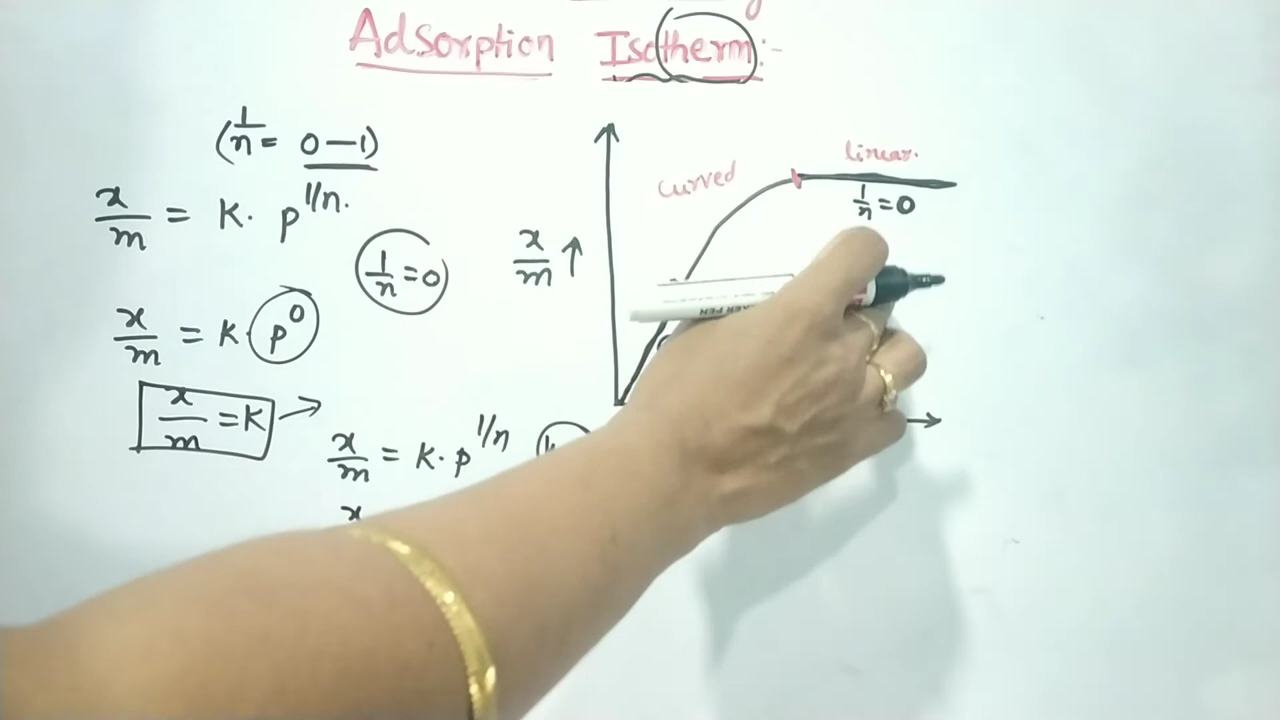 Adsorption Isotherm:-
(1/n = 0 — 1)
x/m = K. p^1/n.
1/n = 0
x/m = K. p^0
x/m = K →
x/m = K. p^1/n
x
x/m ↑
curved
linear.
1/n = 0